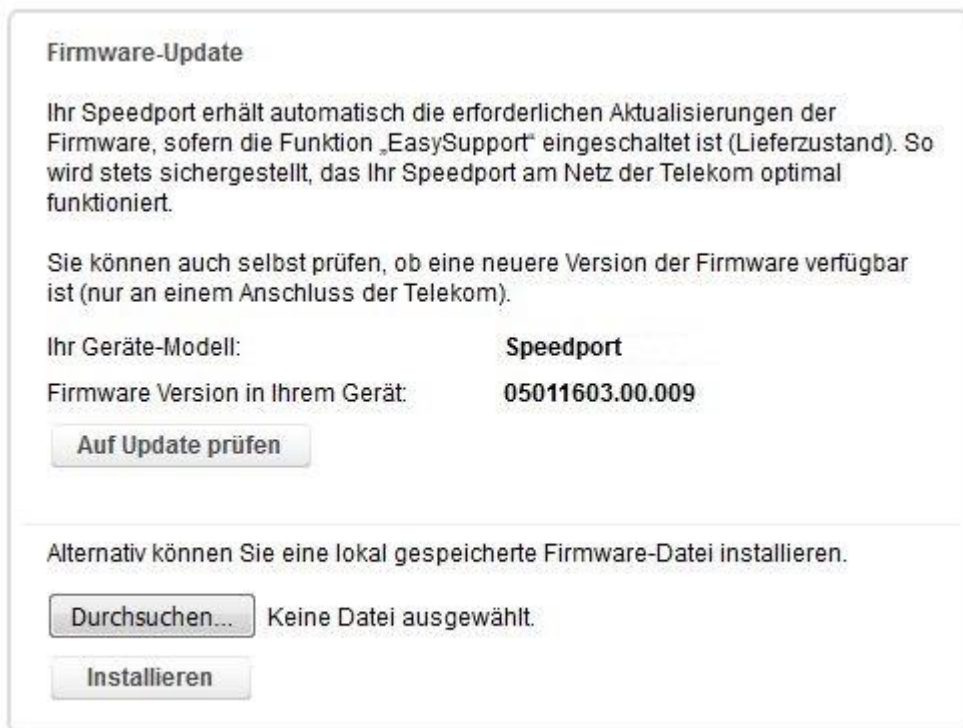 Firmware-Update
Ihr Speedport erhält automatisch die erforderlichen Aktualisierungen der
Firmware, sofern die Funktion „EasySupport“ eingeschaltet ist (Lieferzustand). So
wird stets sichergestellt, das Ihr Speedport am Netz der Telekom optimal
funktioniert.
Sie können auch selbst prüfen, ob eine neuere Version der Firmware verfügbar
ist (nur an einem Anschluss der Telekom).
Ihr Geräte-Modell: Speedport
Firmware Version in Ihrem Gerät: 05011603.00.009
Auf Update prüfen
Alternativ können Sie eine lokal gespeicherte Firmware-Datei installieren.
Durchsuchen... Keine Datei ausgewählt.
Installieren